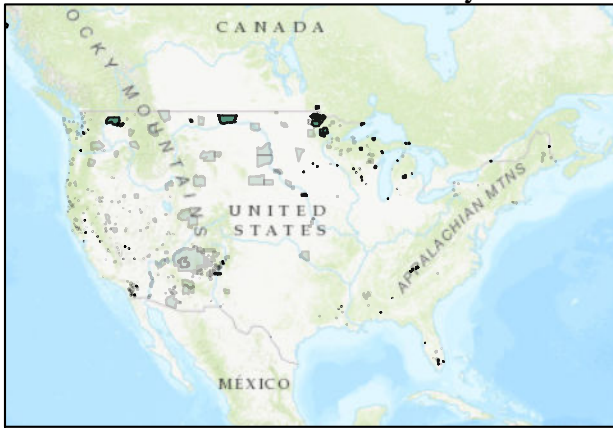 CANADA
ROCKY MOUNTAINS
UNITED
STATES
APPALACHIAN MTNS
MÉXICO